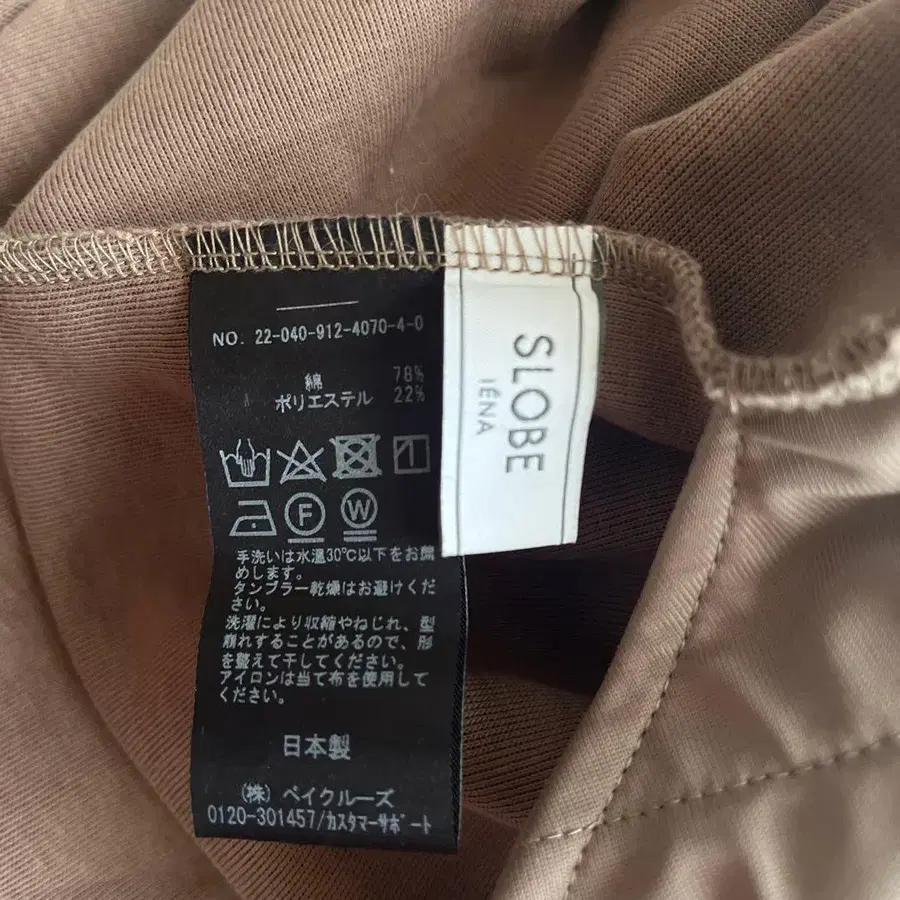 NO. 22-040-912-4070-4-0
綿 78%
ポリエステル 22%
F
W
手洗いは水温30℃以下をお勧
めします。
タンブラー乾燥はお避けくだ
さい。
洗濯により収縮やねじれ、型
崩れすることがあるので、形
を整えて干してください。
アイロンは当て布を使用して
ください。
日本製
(株) ベイクルーズ
0120-301457/カスタマーサポート
SLOBE
IÉNA